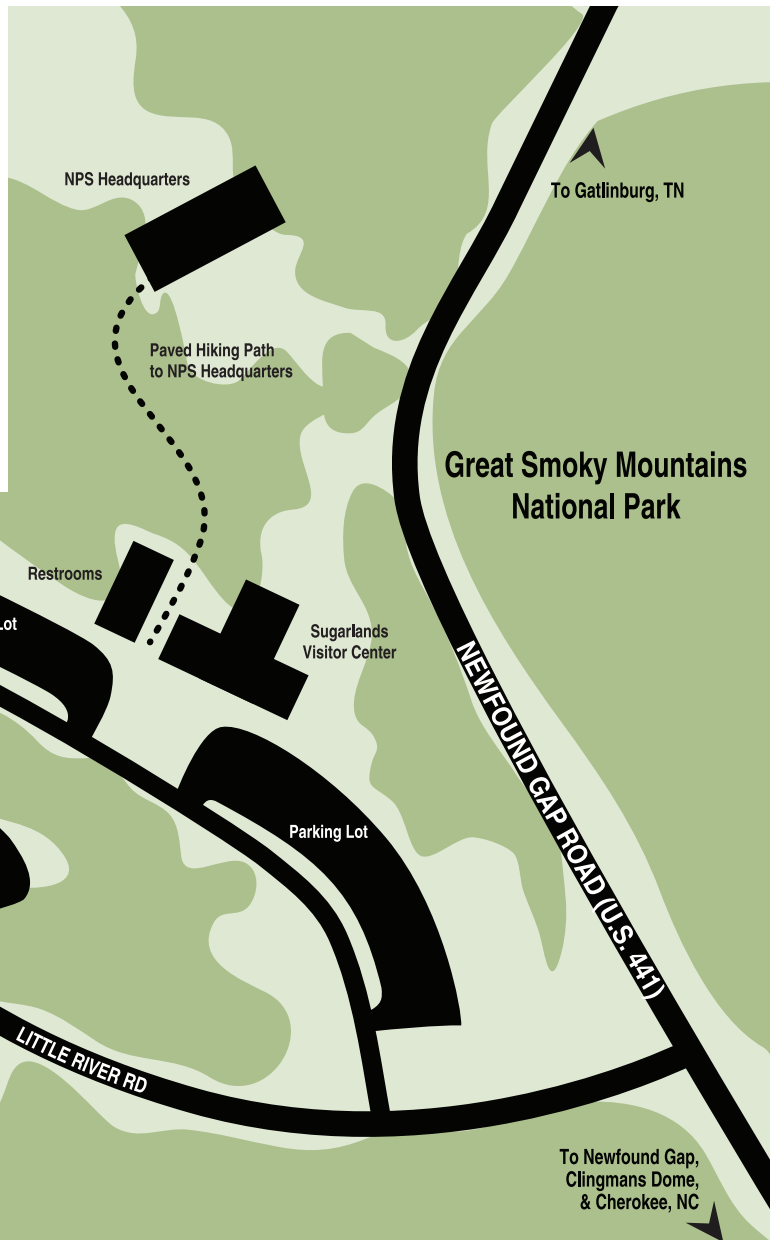 NPS Headquarters
To Gatlinburg, TN
Paved Hiking Path
to NPS Headquarters
Great Smoky Mountains
National Park
Restrooms
Lot
Sugarlands
Visitor Center
NEWFOUND GAP ROAD (U.S. 441)
Parking Lot
LITTLE RIVER RD
To Newfound Gap,
Clingmans Dome,
& Cherokee, NC